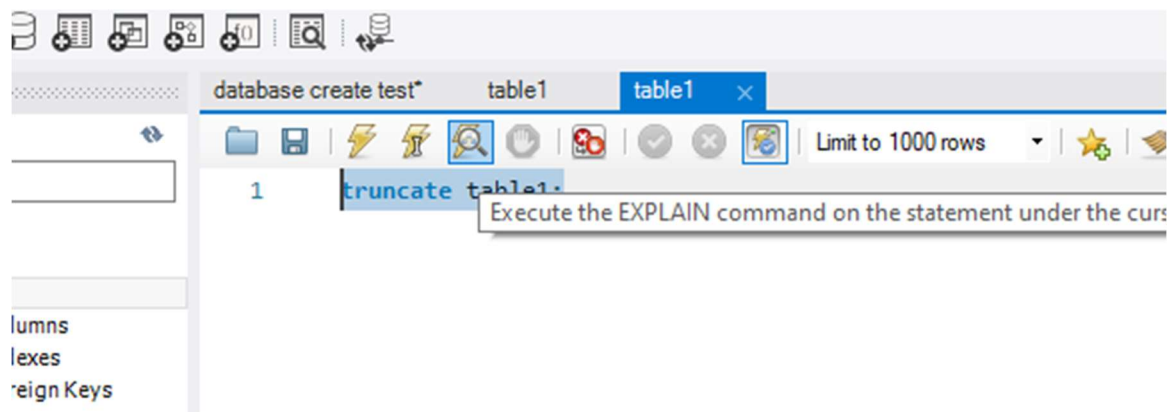 database create test* table1 table1
Limit to 1000 rows
1 truncate table1;
Execute the EXPLAIN command on the statement under the curs
lumns
lexes
reign Keys